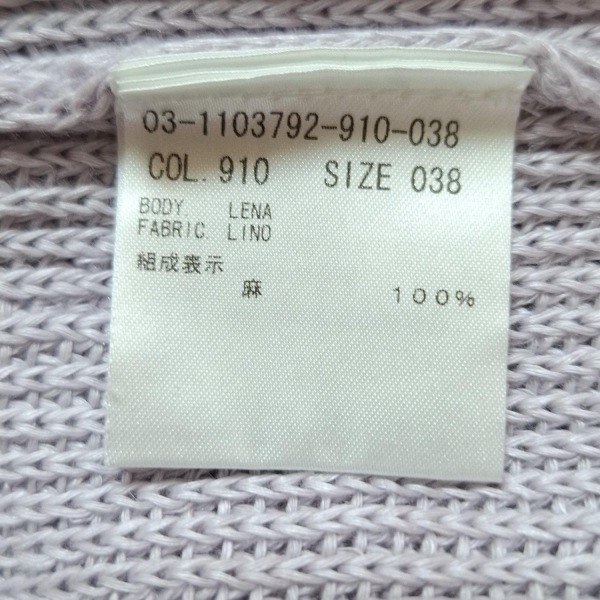 03-1103792-910-038
COL. 910 SIZE 038
BODY LENA
FABRIC LINO
組成表示
麻 100%